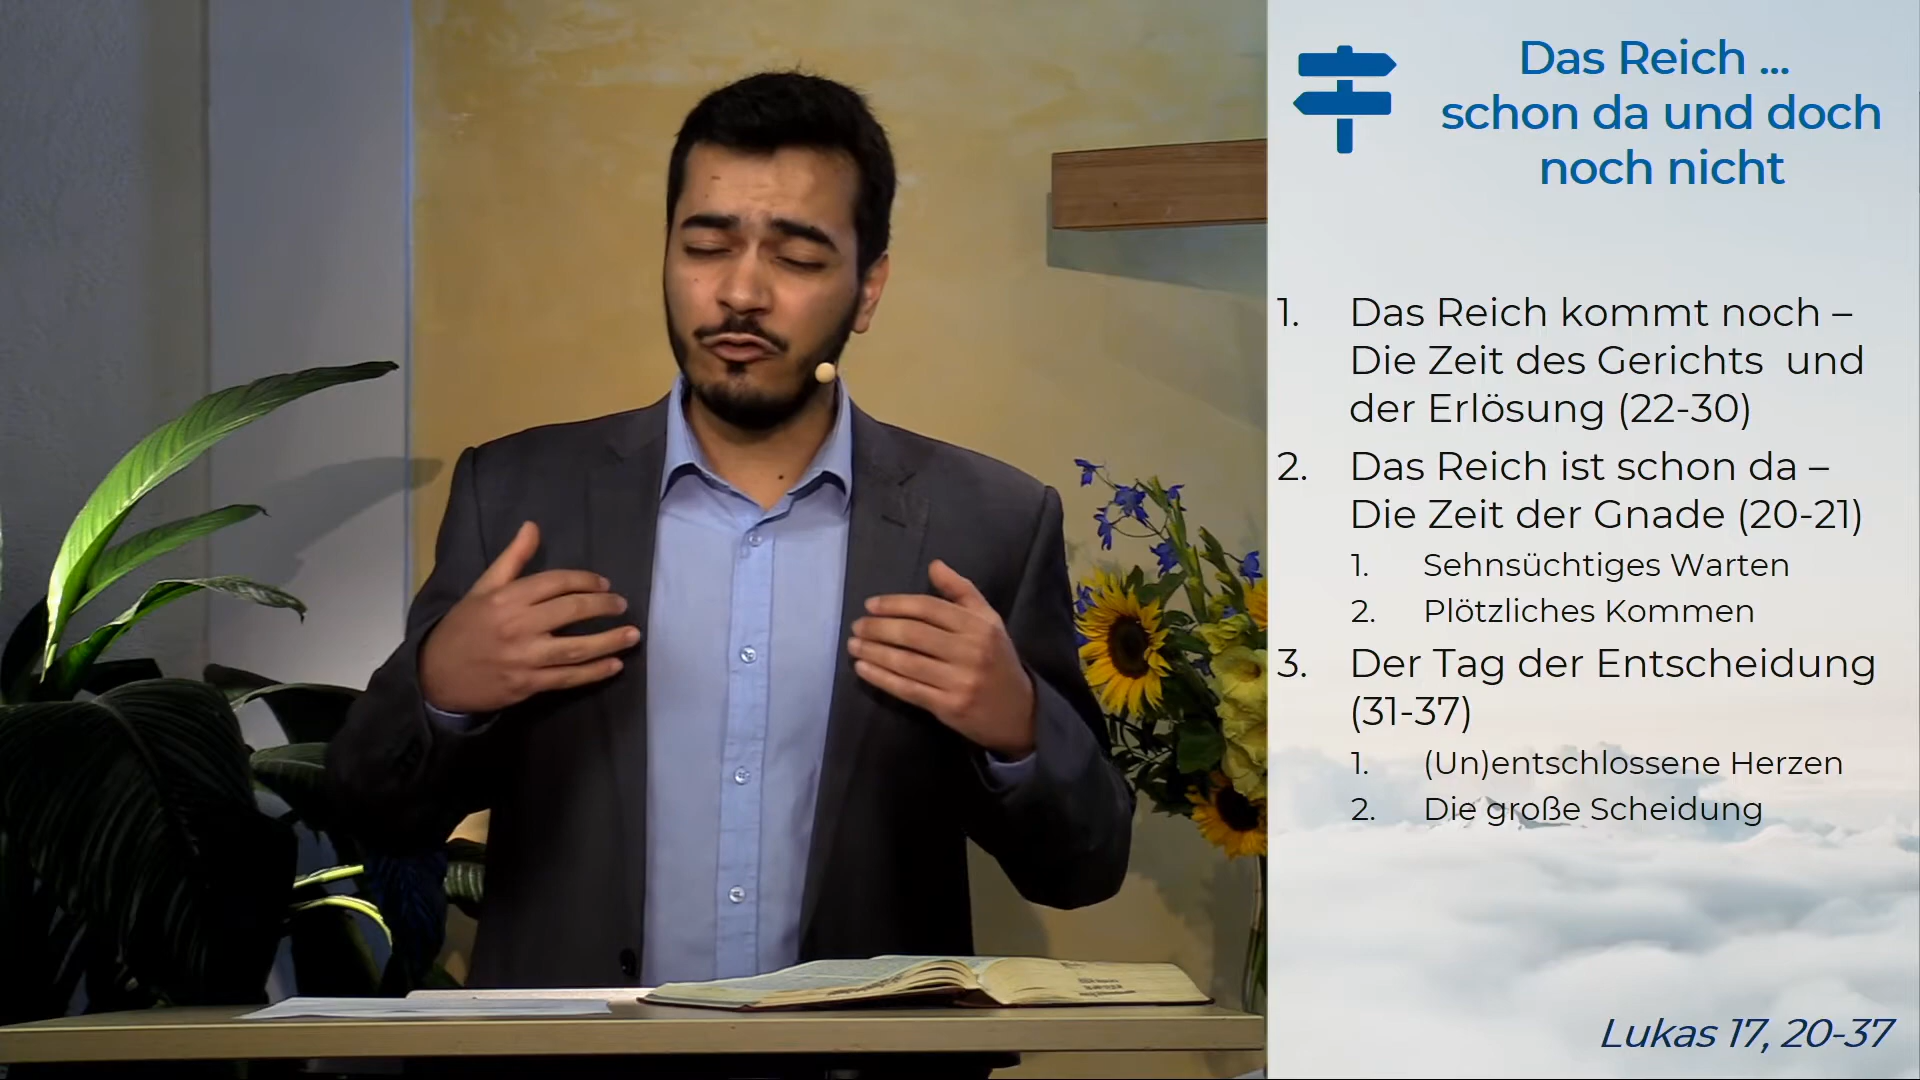 Das Reich ...
schon da und doch
noch nicht
1. Das Reich kommt noch –
Die Zeit des Gerichts und
der Erlösung (22-30)
2. Das Reich ist schon da –
Die Zeit der Gnade (20-21)
1. Sehnsüchtiges Warten
2. Plötzliches Kommen
3. Der Tag der Entscheidung
(31-37)
1. (Un)entschlossene Herzen
2. Die große Scheidung
Lukas 17, 20-37